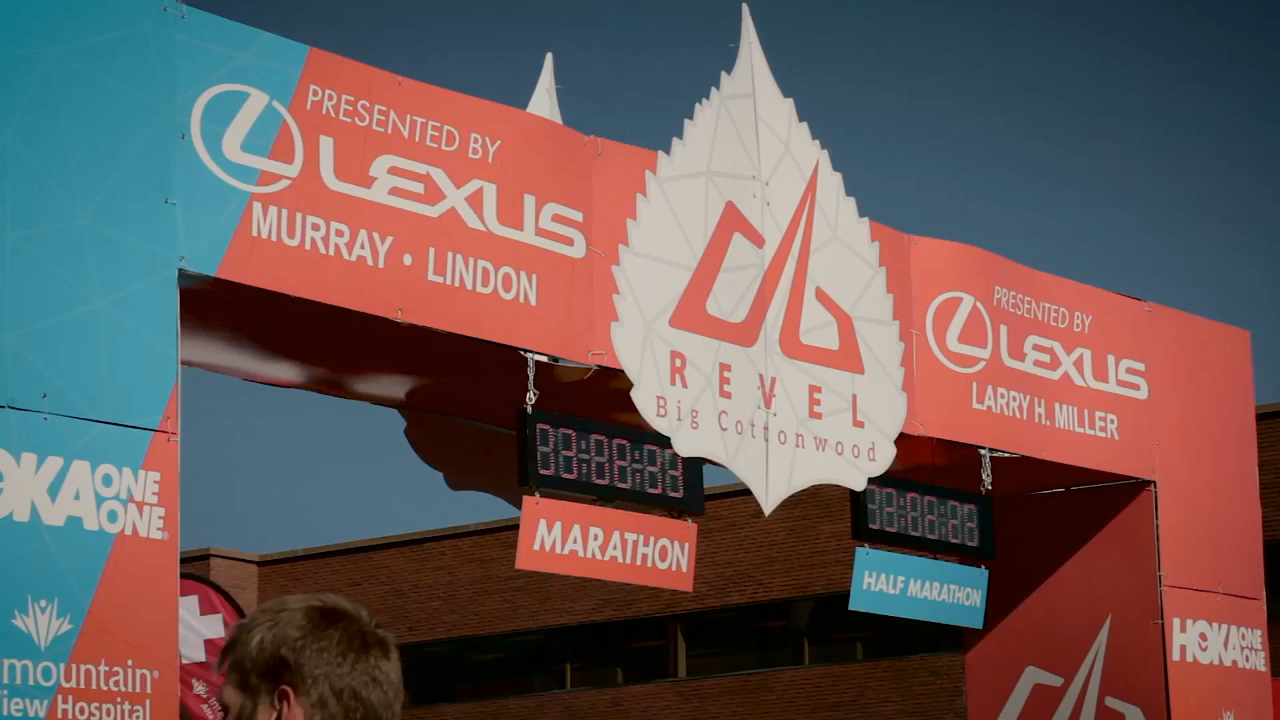 PRESENTED BY
LEXUS
MURRAY • LINDON
REVEL
Big Cottonwood
PRESENTED BY
LEXUS
LARRY H. MILLER
MARATHON
HALF MARATHON
HOKA ONE ONE
mountain
View Hospital
HOKA ONE ONE